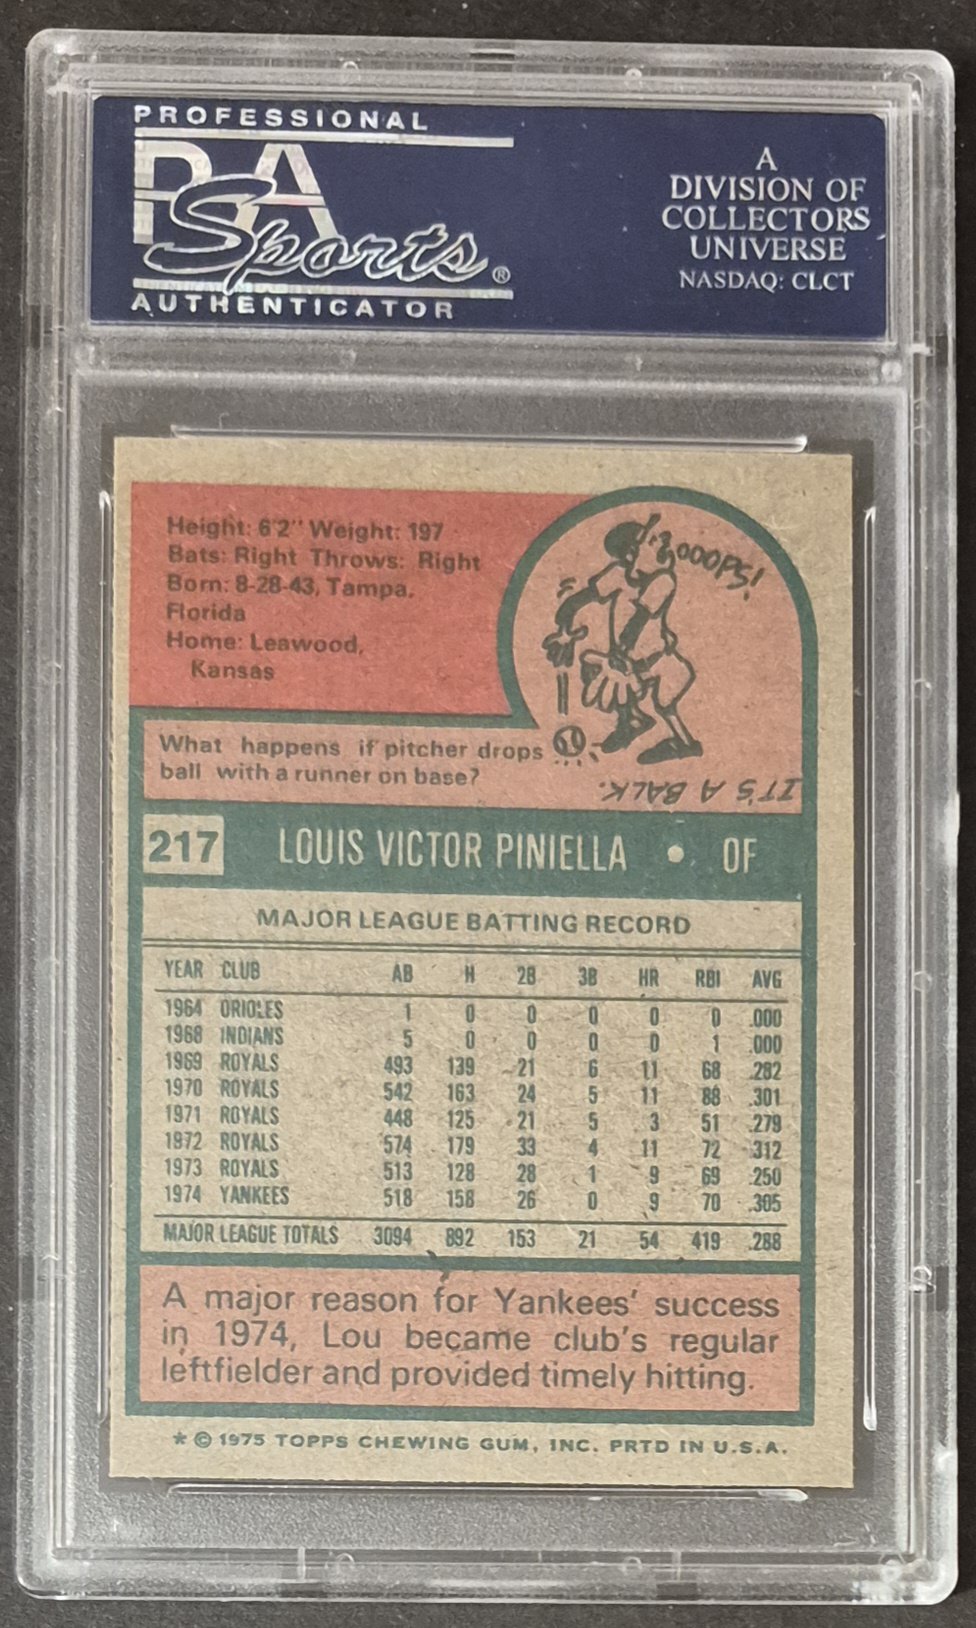 PROFESSIONAL
PSA
Sports®
AUTHENTICATOR
A
DIVISION OF
COLLECTORS
UNIVERSE
NASDAQ: CLCT
Height: 6'2" Weight: 197
Bats: Right Throws: Right
Born: 8-28-43, Tampa,
Florida
Home: Leawood,
Kansas
OOOPS!
What happens if pitcher drops
ball with a runner on base?
IT'S A BALK.
217 LOUIS VICTOR PINIELLA • OF
MAJOR LEAGUE BATTING RECORD
YEAR CLUB AB H 2B 3B HR RBI AVG
1964 ORIOLES 1 0 0 0 0 0 .000
1968 INDIANS 5 0 0 0 0 1 .000
1969 ROYALS 493 139 21 6 11 68 .282
1970 ROYALS 542 163 24 5 11 88 .301
1971 ROYALS 448 125 21 5 3 51 .279
1972 ROYALS 574 179 33 4 11 72 .312
1973 ROYALS 513 128 28 1 9 69 .250
1974 YANKEES 518 158 26 0 9 70 .305
MAJOR LEAGUE TOTALS 3094 892 153 21 54 419 .288
A major reason for Yankees' success
in 1974, Lou became club's regular
leftfielder and provided timely hitting.
* © 1975 TOPPS CHEWING GUM, INC. PRTD IN U.S.A.